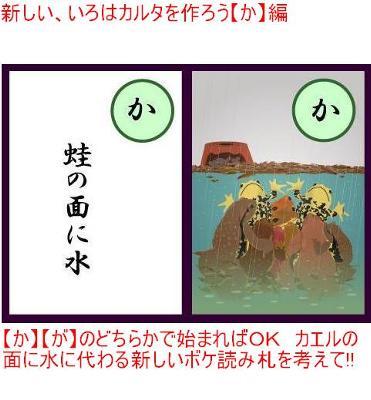 新しい、いろはカルタを作ろう【か】編
か
蛙の面に水
か
【か】【が】のどちらかで始まればOK　カエルの
面に水に代わる新しいボケ読み札を考えて!!